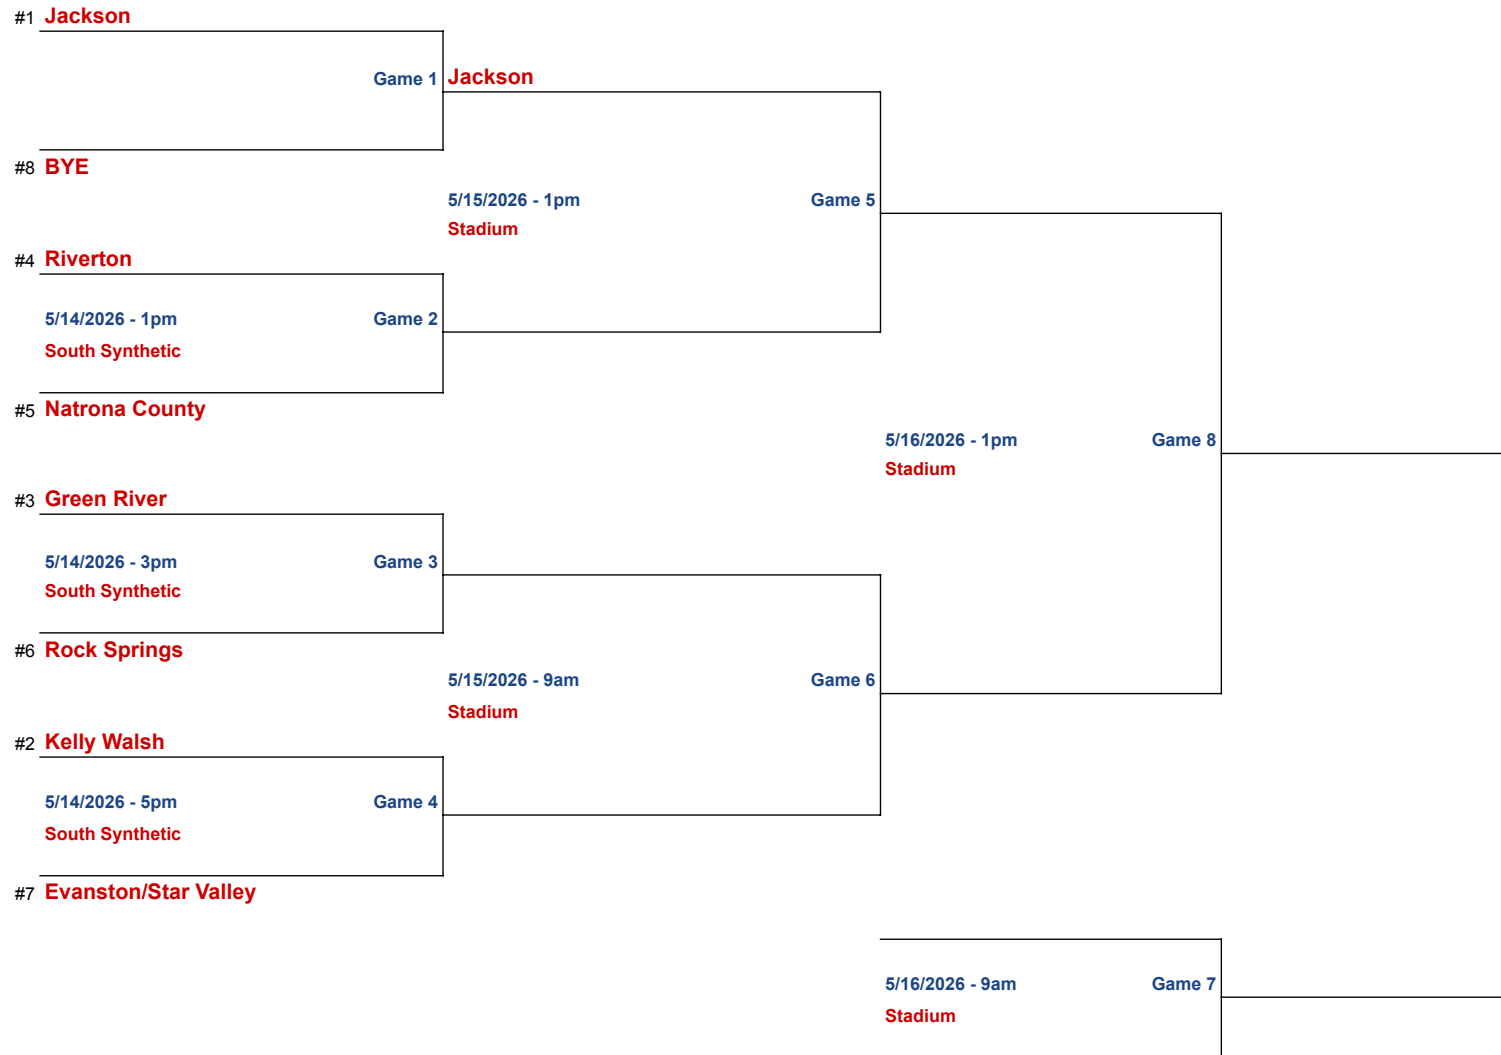 #1 Jackson
Game 1 Jackson
#8 BYE
5/15/2026 - 1pm Game 5
Stadium
#4 Riverton
5/14/2026 - 1pm Game 2
South Synthetic
#5 Natrona County
5/16/2026 - 1pm Game 8
Stadium
#3 Green River
5/14/2026 - 3pm Game 3
South Synthetic
#6 Rock Springs
5/15/2026 - 9am Game 6
Stadium
#2 Kelly Walsh
5/14/2026 - 5pm Game 4
South Synthetic
#7 Evanston/Star Valley
5/16/2026 - 9am Game 7
Stadium